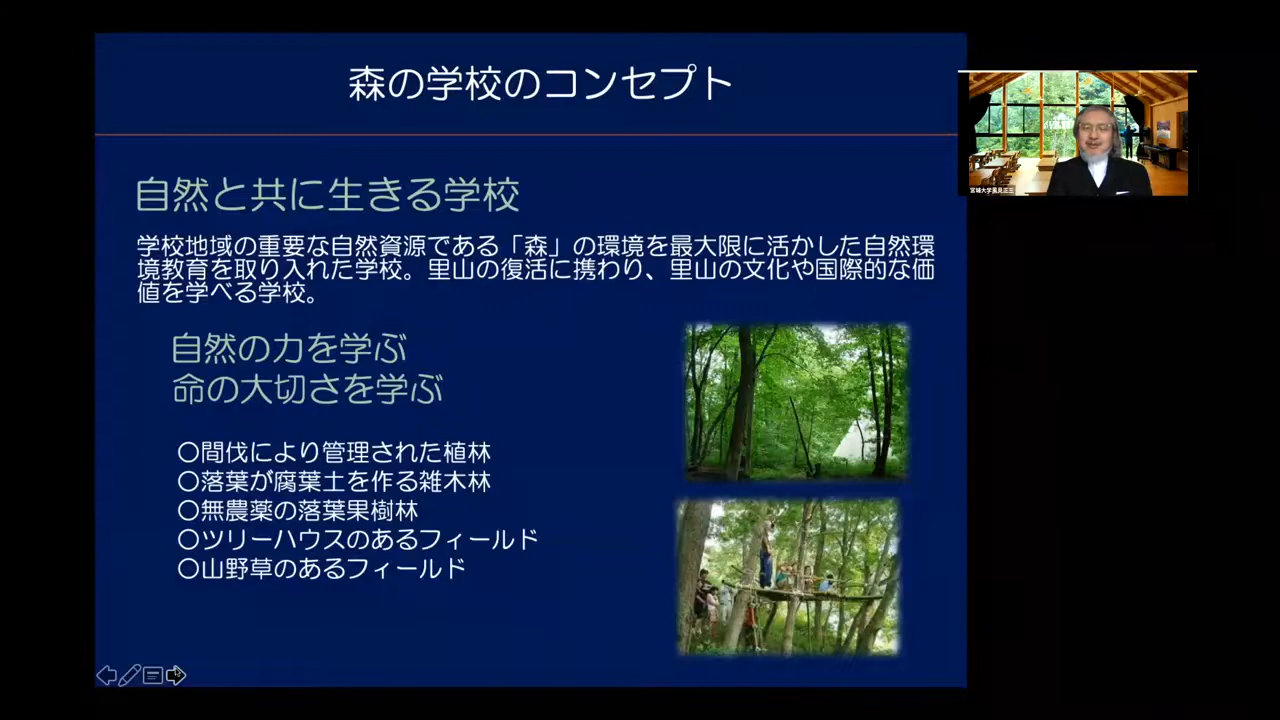 森の学校のコンセプト
自然と共に生きる学校
学校地域の重要な自然資源である「森」の環境を最大限に活かした自然環
境教育を取り入れた学校。里山の復活に携わり、里山の文化や国際的な価
値を学べる学校。
自然の力を学ぶ
命の大切さを学ぶ
〇間伐により管理された植林
〇落葉が腐葉土を作る雑木林
〇無農薬の落葉果樹林
〇ツリーハウスのあるフィールド
〇山野草のあるフィールド
宮城大学風見正三